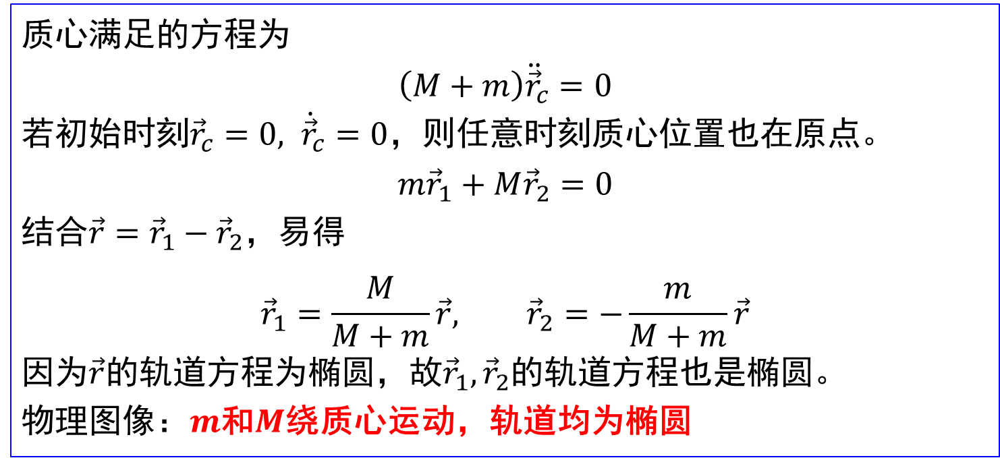 质心满足的方程为
$(M + m)\ddot{\vec{r}}_c = 0$
若初始时刻$\vec{r}_c = 0, \ \dot{\vec{r}}_c = 0$，则任意时刻质心位置也在原点。
$m\vec{r}_1 + M\vec{r}_2 = 0$
结合$\vec{r} = \vec{r}_1 - \vec{r}_2$，易得
$\vec{r}_1 = \frac{M}{M + m}\vec{r}, \quad \vec{r}_2 = -\frac{m}{M + m}\vec{r}$
因为$\vec{r}$的轨道方程为椭圆，故$\vec{r}_1, \vec{r}_2$的轨道方程也是椭圆。
物理图像：m和M绕质心运动，轨道均为椭圆